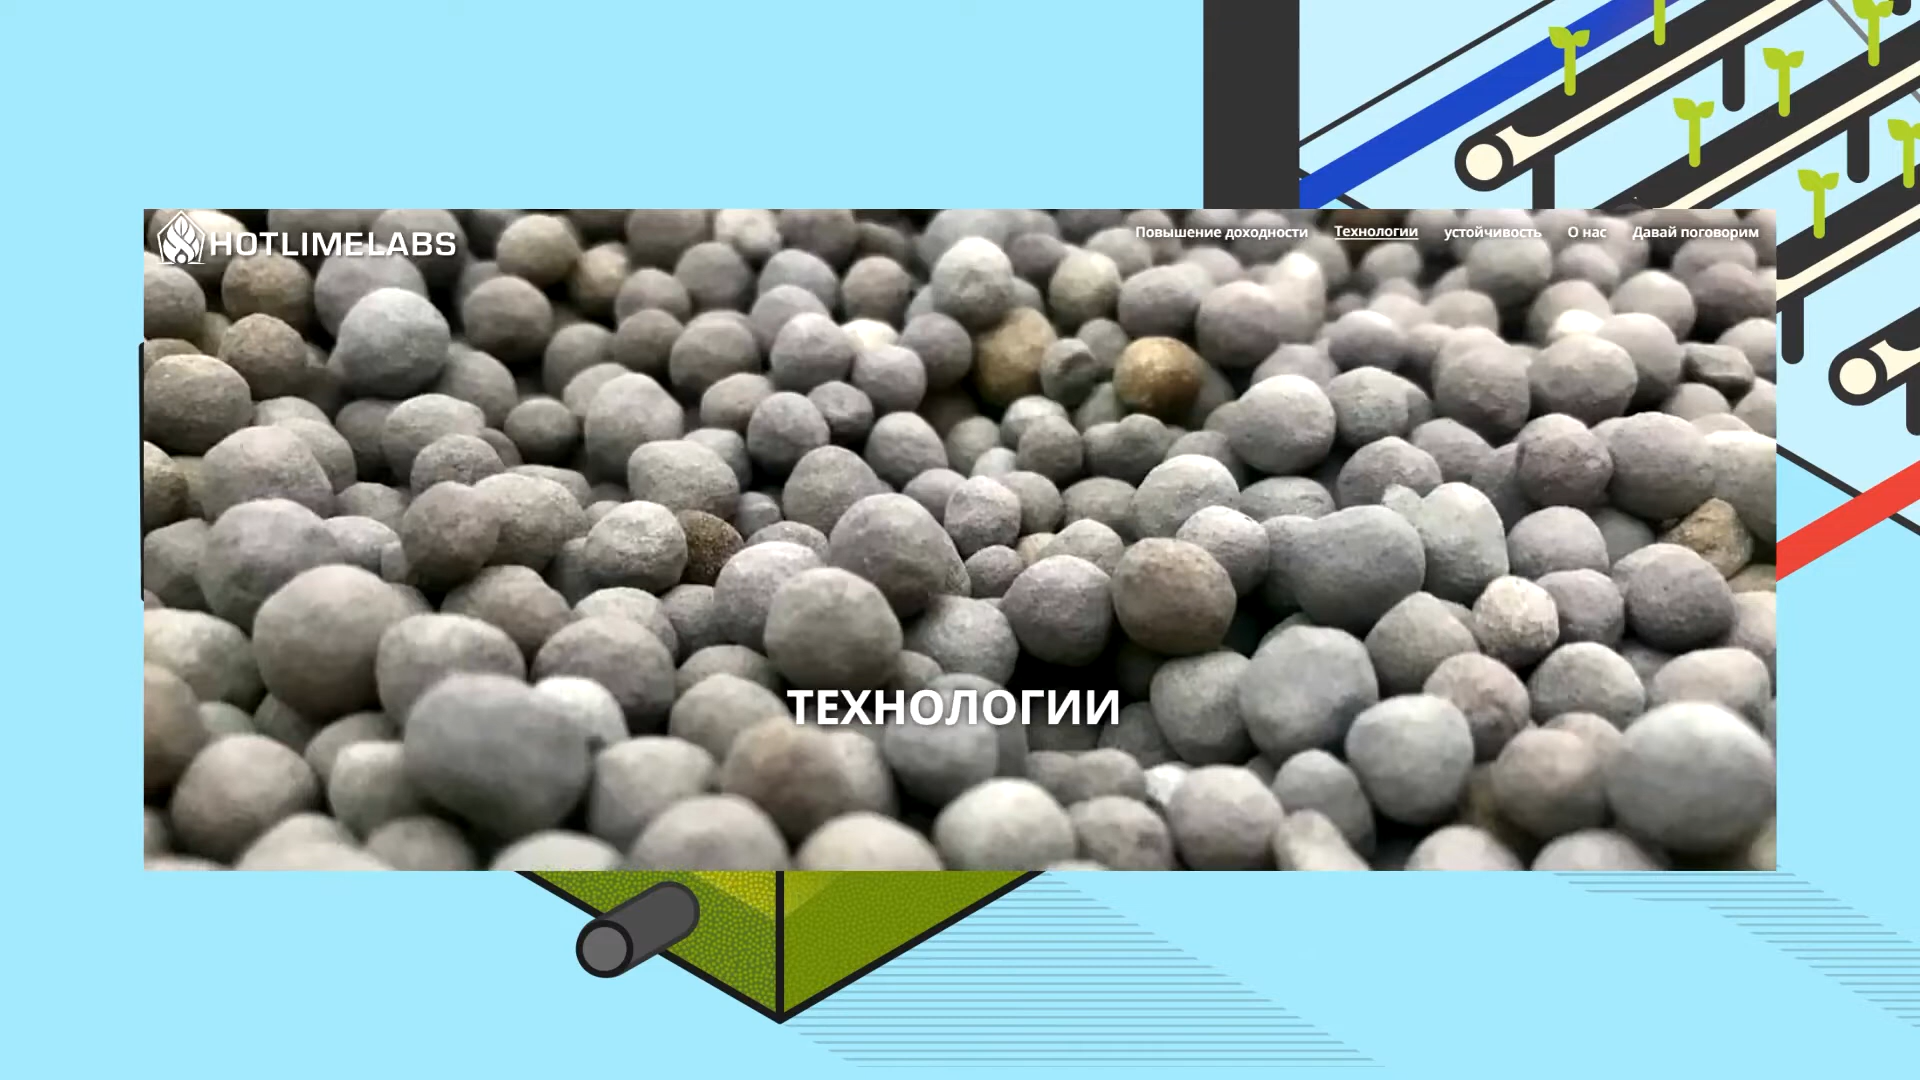 HOTLIMELABS
Повышение доходности Технологии устойчивость О нас Давай поговорим
ТЕХНОЛОГИИ